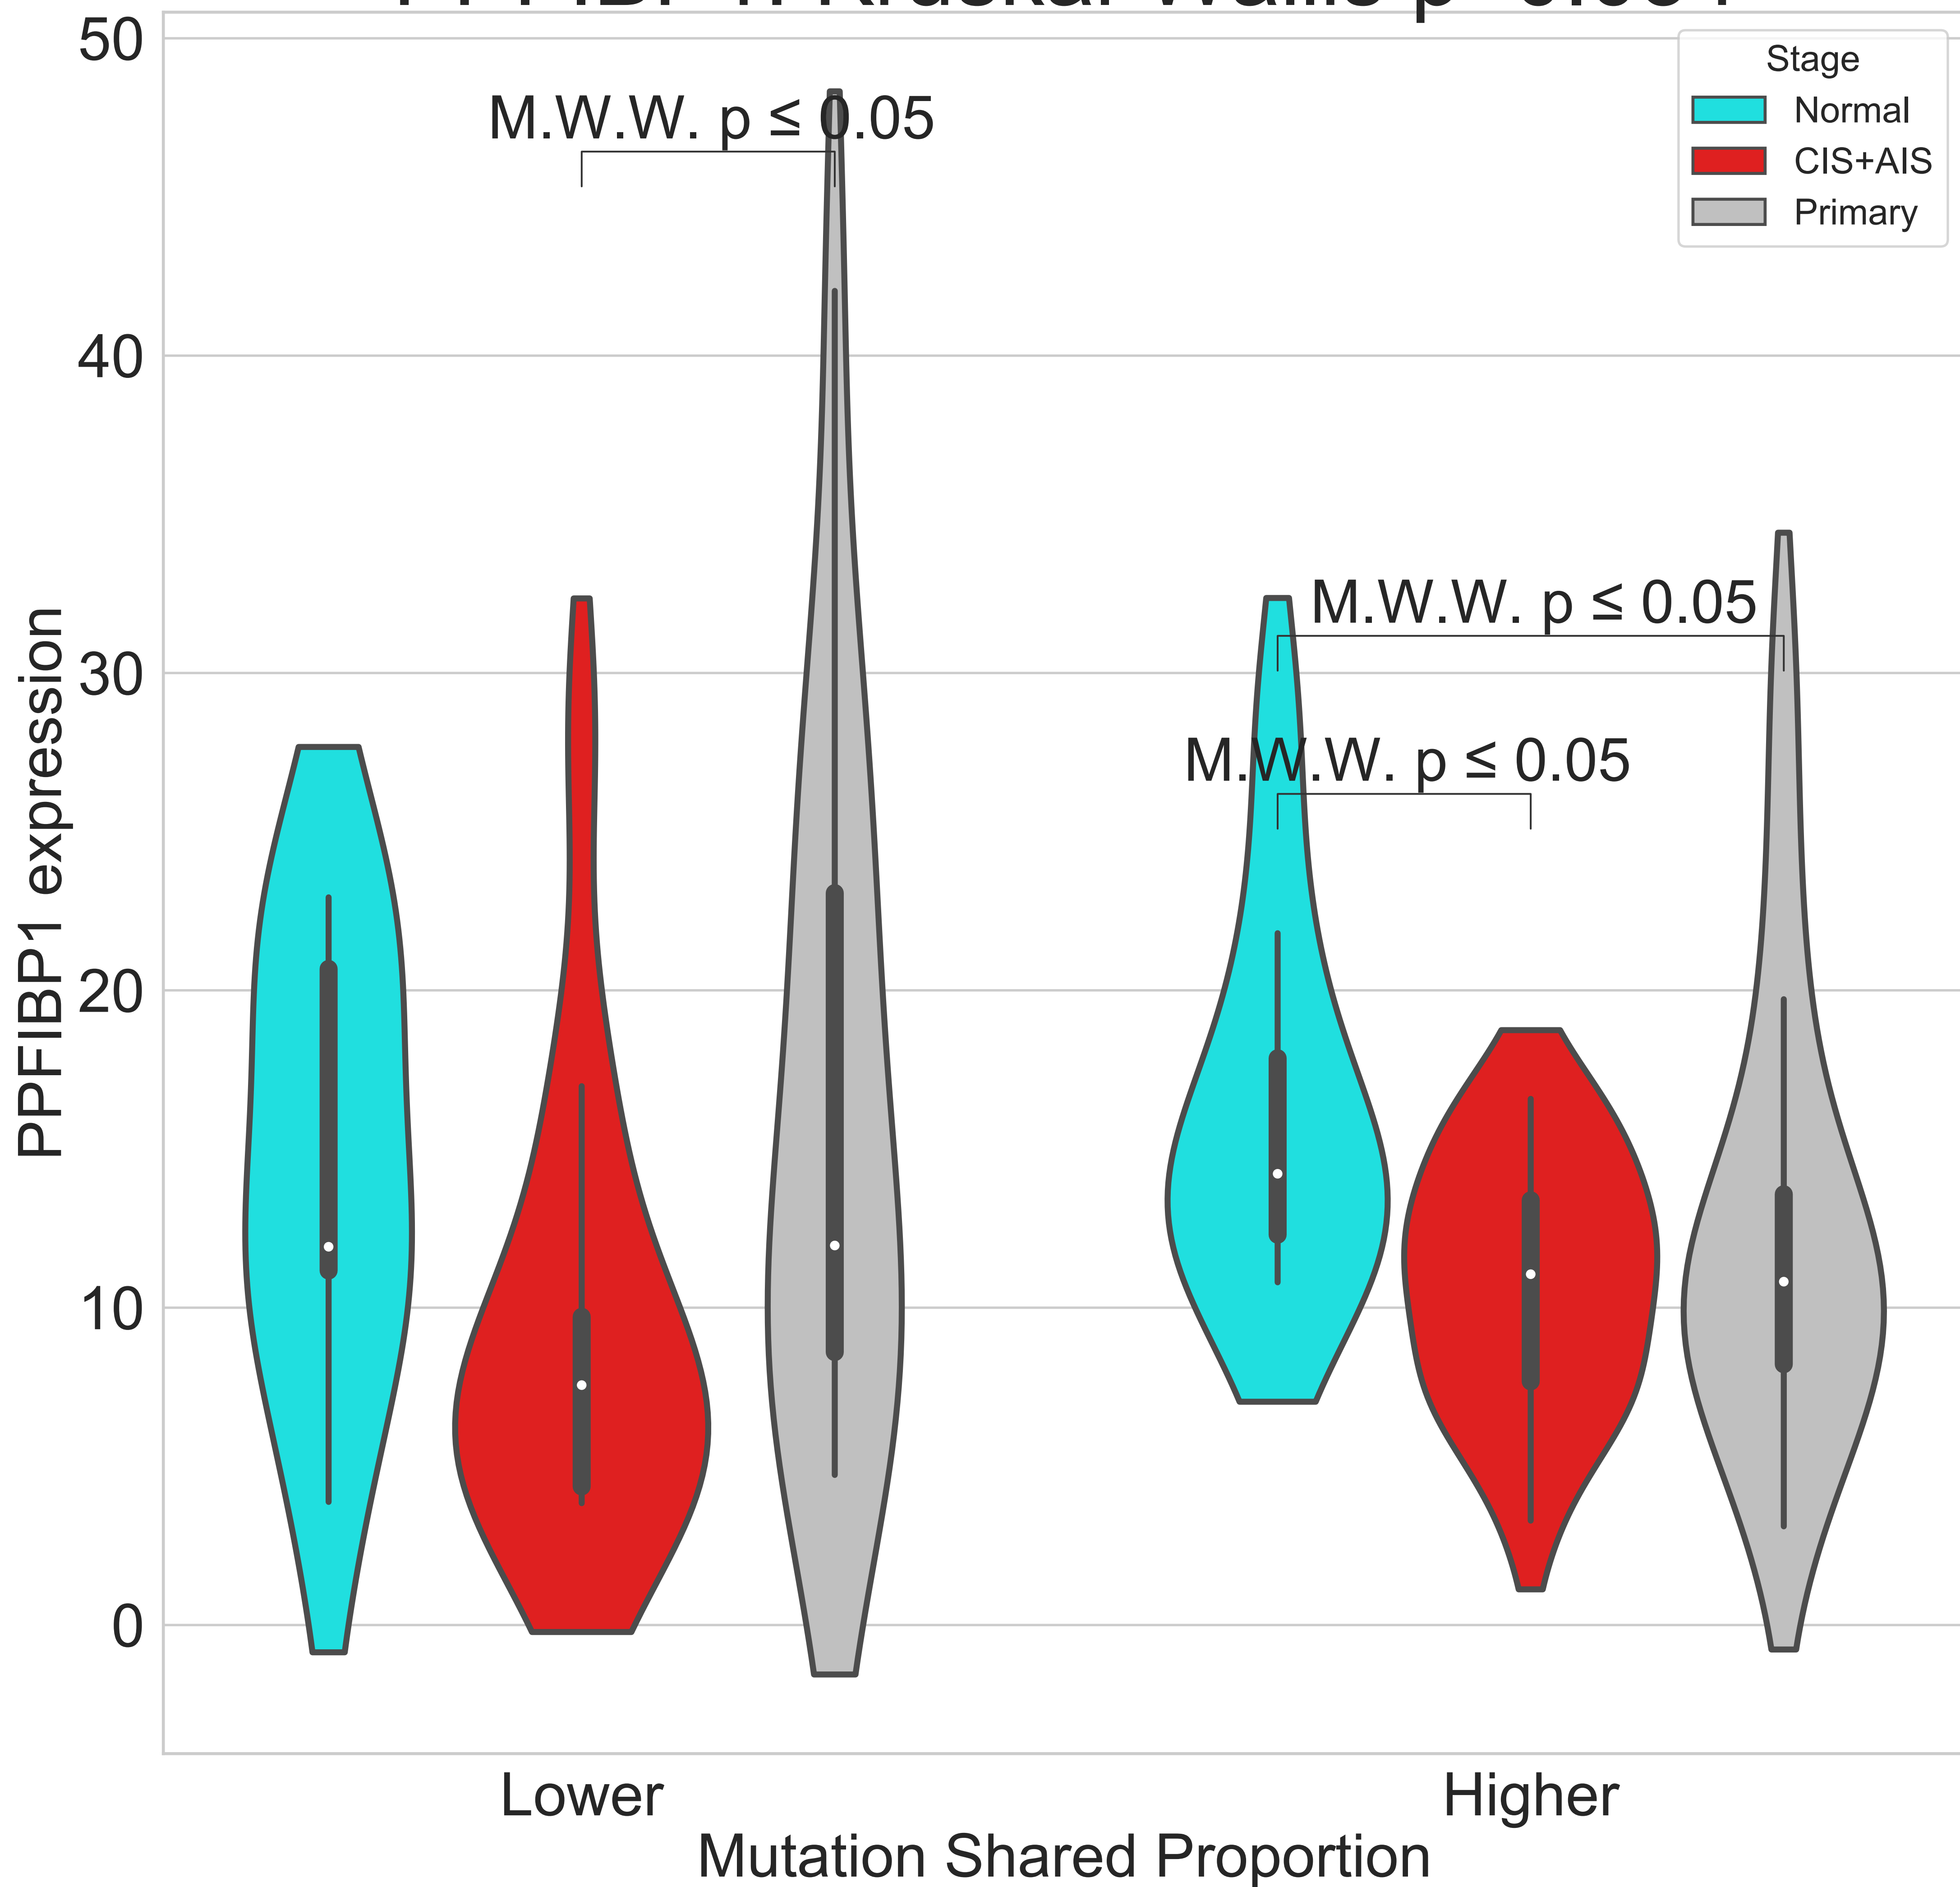 50
40
30
20
10
0
PPFIBP1 expression
M.W.W. p ≤ 0.05
M.W.W. p ≤ 0.05
M.W.W. p ≤ 0.05
Stage
Normal
CIS+AIS
Primary
Lower
Higher
Mutation Shared Proportion